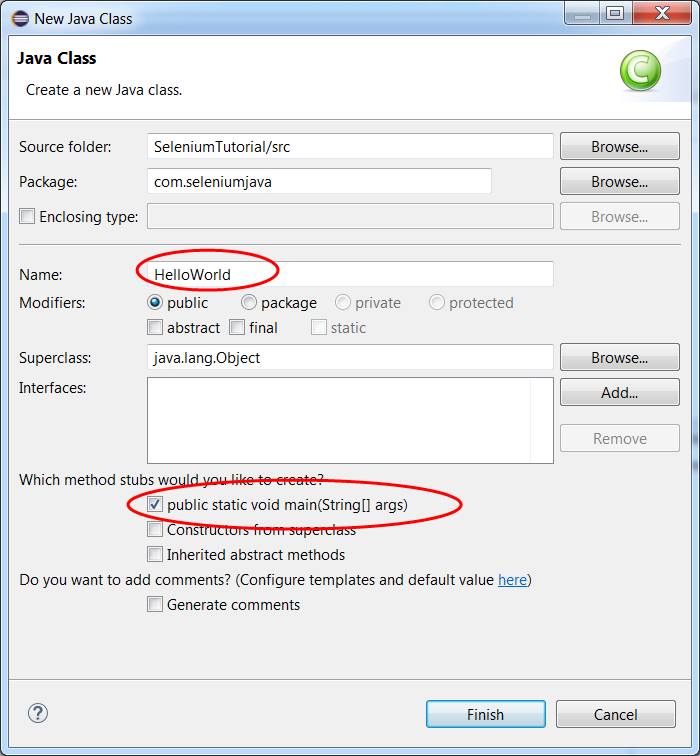 New Java Class
Java Class
Create a new Java class.
Source folder: SeleniumTutorial/src Browse...
Package: com.seleniumjava Browse...
Enclosing type: Browse...
Name: HelloWorld
Modifiers: public package private protected
abstract final static
Superclass: java.lang.Object Browse...
Interfaces: Add...
Remove
Which method stubs would you like to create?
public static void main(String[] args)
Constructors from superclass
Inherited abstract methods
Do you want to add comments? (Configure templates and default value here)
Generate comments
? Finish Cancel